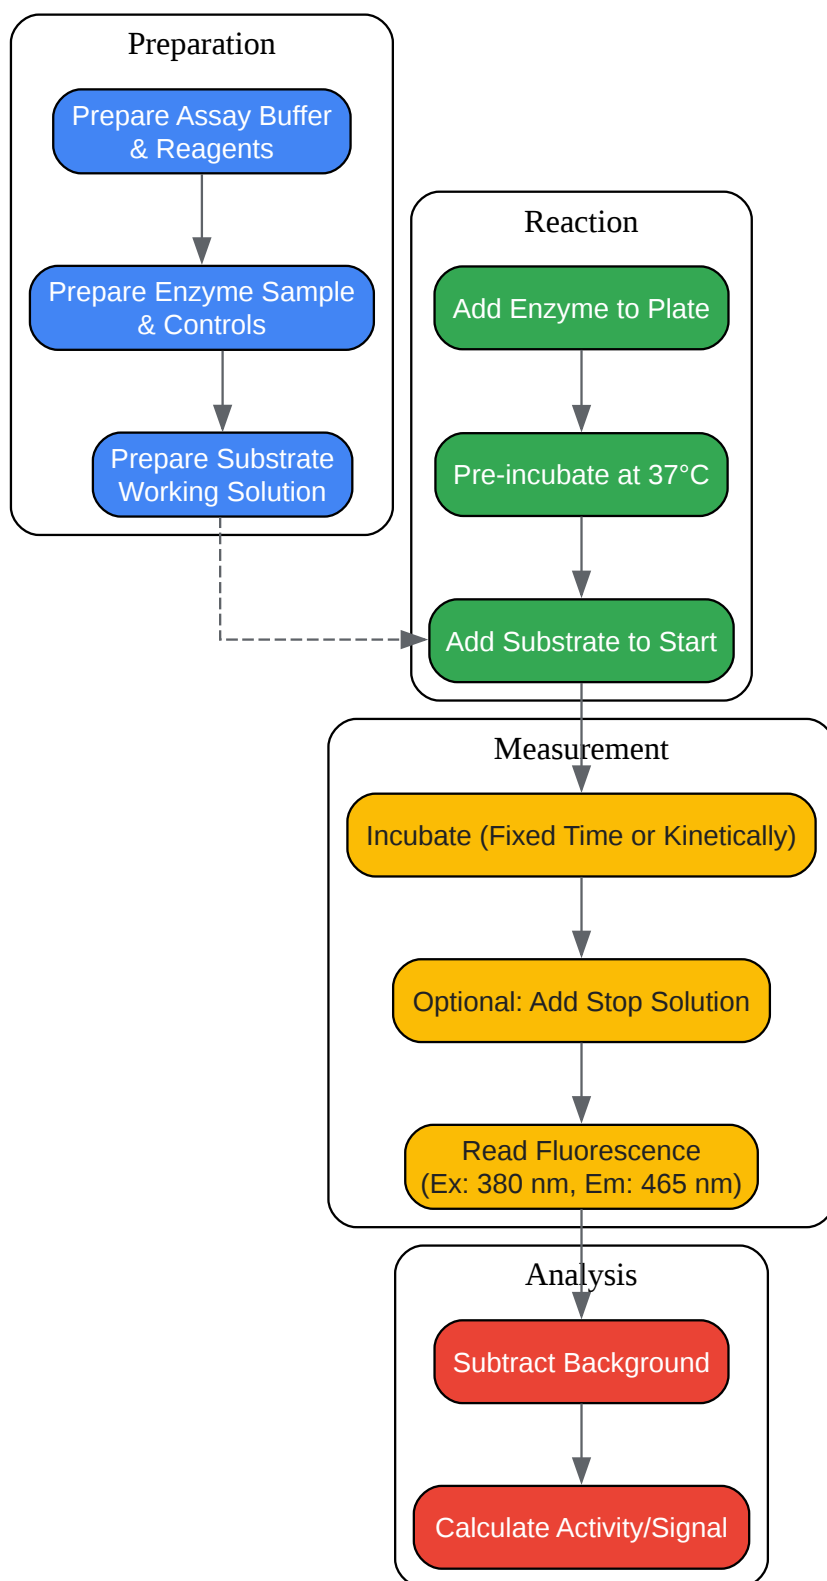 Preparation
Prepare Assay Buffer
& Reagents
Prepare Enzyme Sample
& Controls
Prepare Substrate
Working Solution
Reaction
Add Enzyme to Plate
Pre-incubate at 37°C
Add Substrate to Start
Measurement
Incubate (Fixed Time or Kinetically)
Optional: Add Stop Solution
Read Fluorescence
(Ex: 380 nm, Em: 465 nm)
Analysis
Subtract Background
Calculate Activity/Signal